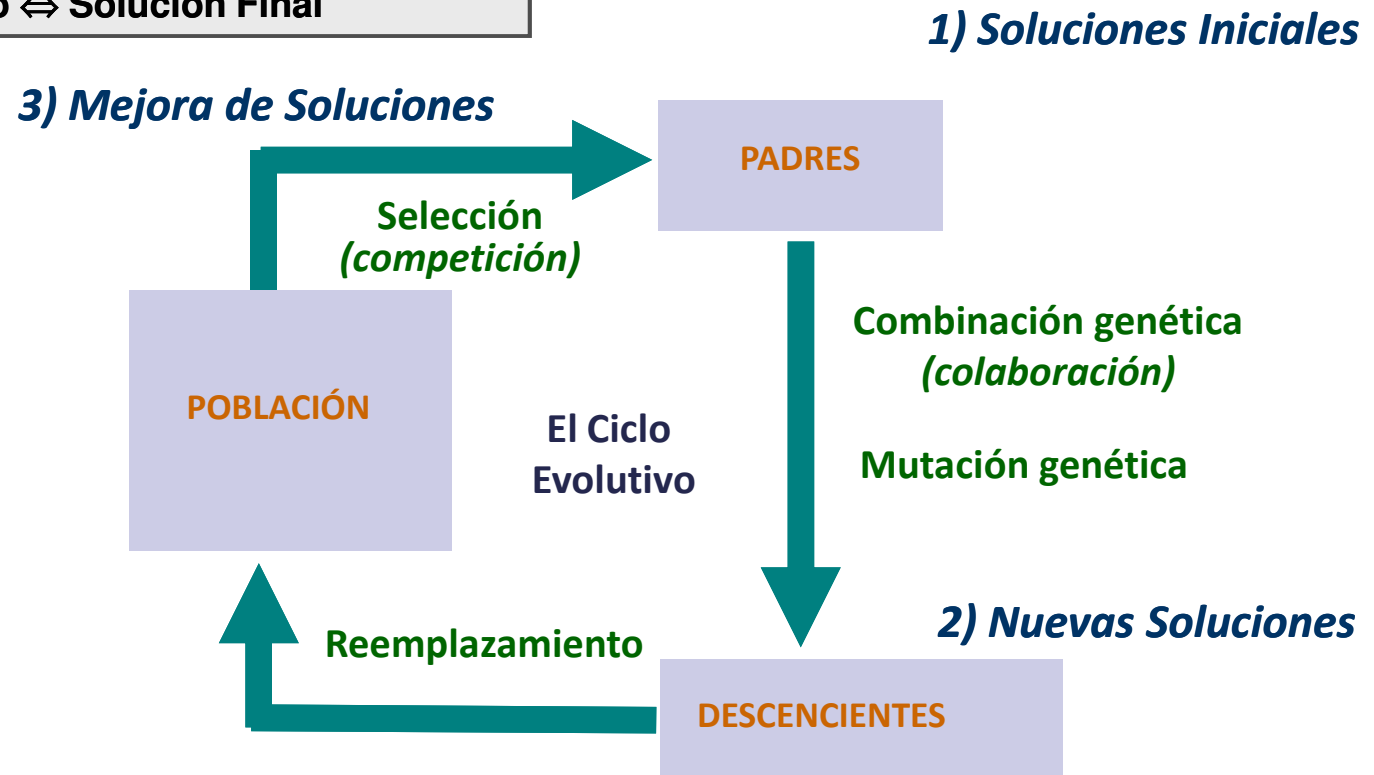 ⇔ Solución Final
1) Soluciones Iniciales
3) Mejora de Soluciones
PADRES
Selección
(competición)
Combinación genética
(colaboración)
POBLACIÓN
El Ciclo
Evolutivo
Mutación genética
2) Nuevas Soluciones
Reemplazamiento
DESCENCIENTES